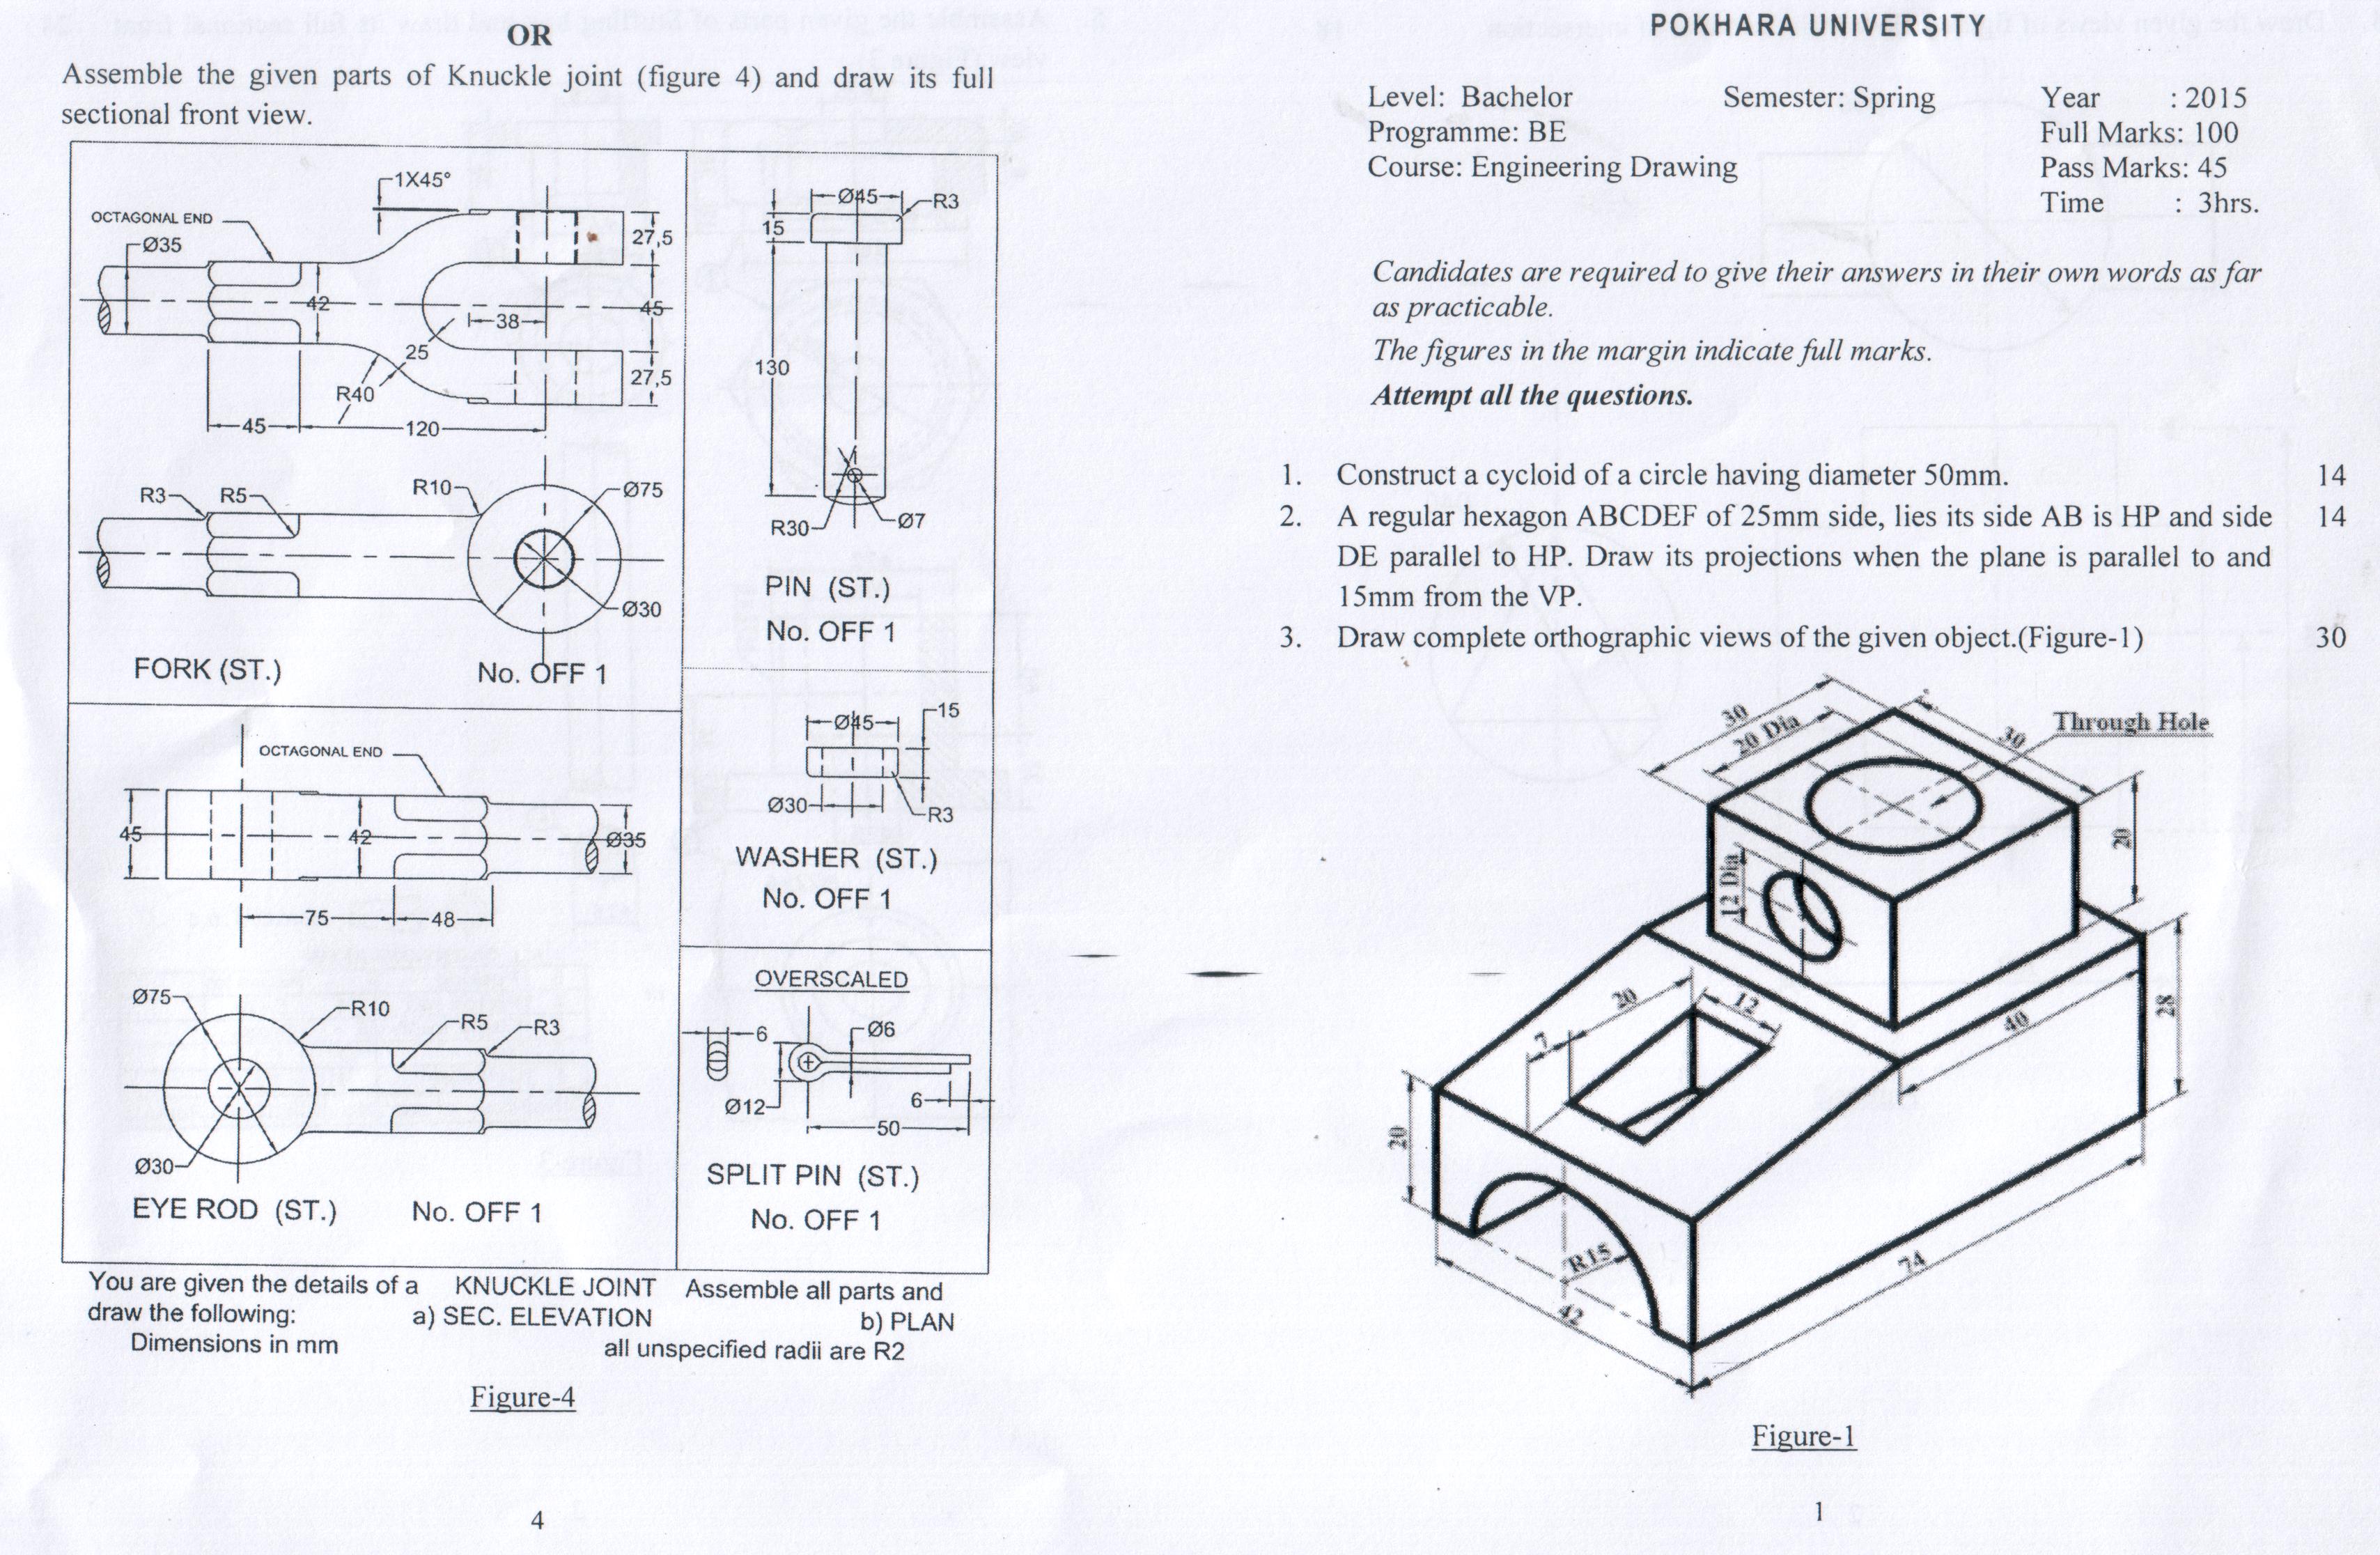 OR
Assemble the given parts of Knuckle joint (figure 4) and draw its full
sectional front view.
1X45°
OCTAGONAL END
Ø35
27,5
42
45
38
25
27,5
R40
45
120
R3
R5
R10
Ø75
Ø30
FORK (ST.)
No. OFF 1
Ø45
R3
15
130
R30
Ø7
PIN (ST.)
No. OFF 1
OCTAGONAL END
45
42
Ø35
75
48
Ø75
R10
R5
R3
Ø30
EYE ROD (ST.)
No. OFF 1
Ø45
15
Ø30
R3
WASHER (ST.)
No. OFF 1
OVERSCALED
6
Ø6
Ø12
6
50
SPLIT PIN (ST.)
No. OFF 1
You are given the details of a KNUCKLE JOINT Assemble all parts and
draw the following: a) SEC. ELEVATION b) PLAN
Dimensions in mm all unspecified radii are R2
Figure-4
4
POKHARA UNIVERSITY
Level: Bachelor Semester: Spring Year : 2015
Programme: BE Full Marks: 100
Course: Engineering Drawing Pass Marks: 45
Time : 3hrs.
Candidates are required to give their answers in their own words as far
as practicable.
The figures in the margin indicate full marks.
Attempt all the questions.
1. Construct a cycloid of a circle having diameter 50mm. 14
2. A regular hexagon ABCDEF of 25mm side, lies its side AB is HP and side 14
DE parallel to HP. Draw its projections when the plane is parallel to and
15mm from the VP.
3. Draw complete orthographic views of the given object.(Figure-1) 30
30
20 Dia
30
Through Hole
20
12 Dia
20
12
7
40
28
20
R15
42
74
Figure-1
1